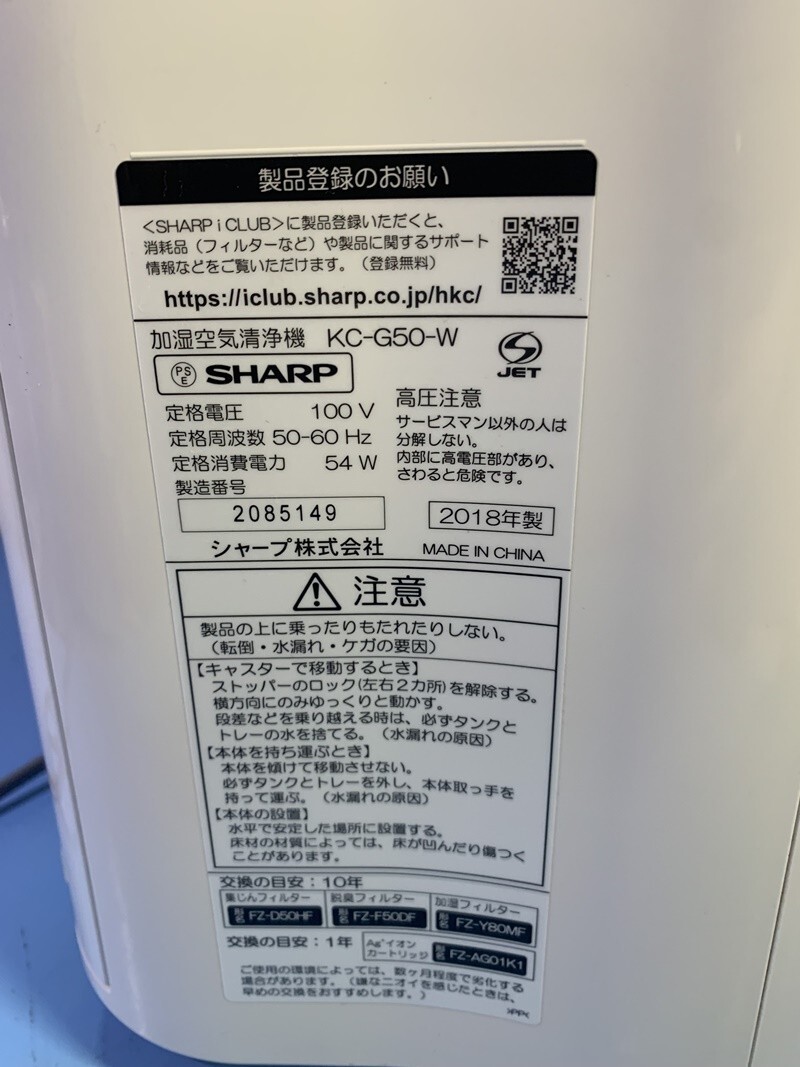 製品登録のお願い
<SHARP i CLUB>に製品登録いただくと、
消耗品（フィルターなど）や製品に関するサポート
情報などをご覧いただけます。（登録無料）
https://iclub.sharp.co.jp/hkc/
加湿空気清浄機 KC-G50-W
PS E SHARP
JET
定格電圧 100 V
定格周波数 50-60 Hz
定格消費電力 54 W
高圧注意
サービスマン以外の人は
分解しない。
内部に高電圧部があり、
さわると危険です。
製造番号
2085149
2018年製
シャープ株式会社 MADE IN CHINA
注意
製品の上に乗ったりもたれたりしない。
（転倒・水漏れ・ケガの要因）
【キャスターで移動するとき】
ストッパーのロック(左右2カ所)を解除する。
横方向にのみゆっくりと動かす。
段差などを乗り越える時は、必ずタンクと
トレーの水を捨てる。（水漏れの原因）
【本体を持ち運ぶとき】
本体を傾けて移動させない。
必ずタンクとトレーを外し、本体取っ手を
持って運ぶ。（水漏れの原因）
【本体の設置】
水平で安定した場所に設置する。
床材の材質によっては、床が凹んだり傷つく
ことがあります。
交換の目安：10年
集じんフィルター 脱臭フィルター 加湿フィルター
形名 FZ-D50HF 形名 FZ-F50DF 形名 FZ-Y80MF
交換の目安：1年
Ag⁺イオン
カートリッジ 形名 FZ-AG01K1
ご使用の環境によっては、数ヶ月程度で劣化する
場合があります。（嫌なニオイを感じたときは、
早めの交換をおすすめします。）
>PP<